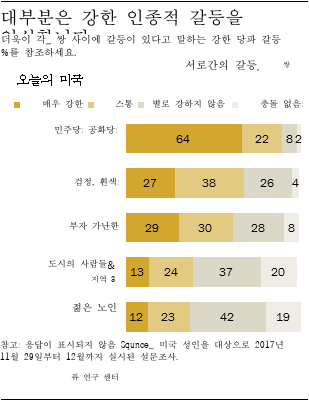 대부분은 강한 인종적 갈등을
더욱이 각_ 쌍 사이에 갈등이 있다고 말하는 강한 당파 갈등
%를 참조하세요.
서로간의 갈등, 쌍
오늘의 미국
매우 강한 스통 별로 강하지 않음 충돌 없음:
민주당: 공화당: 64 22 8 2
검정, 흰색: 27 38 26 4
부자 가난한 29 30 28 8
도시의 사람들& 13 24 37 20
지역 3
젊은 노인 12 23 42 19
참고: 응답이 표시되지 않음 Squnce_ 미국 성인을 대상으로 2017년
11월 29일부터 12월까지 실시된 설문조사.
퓨 연구 센터